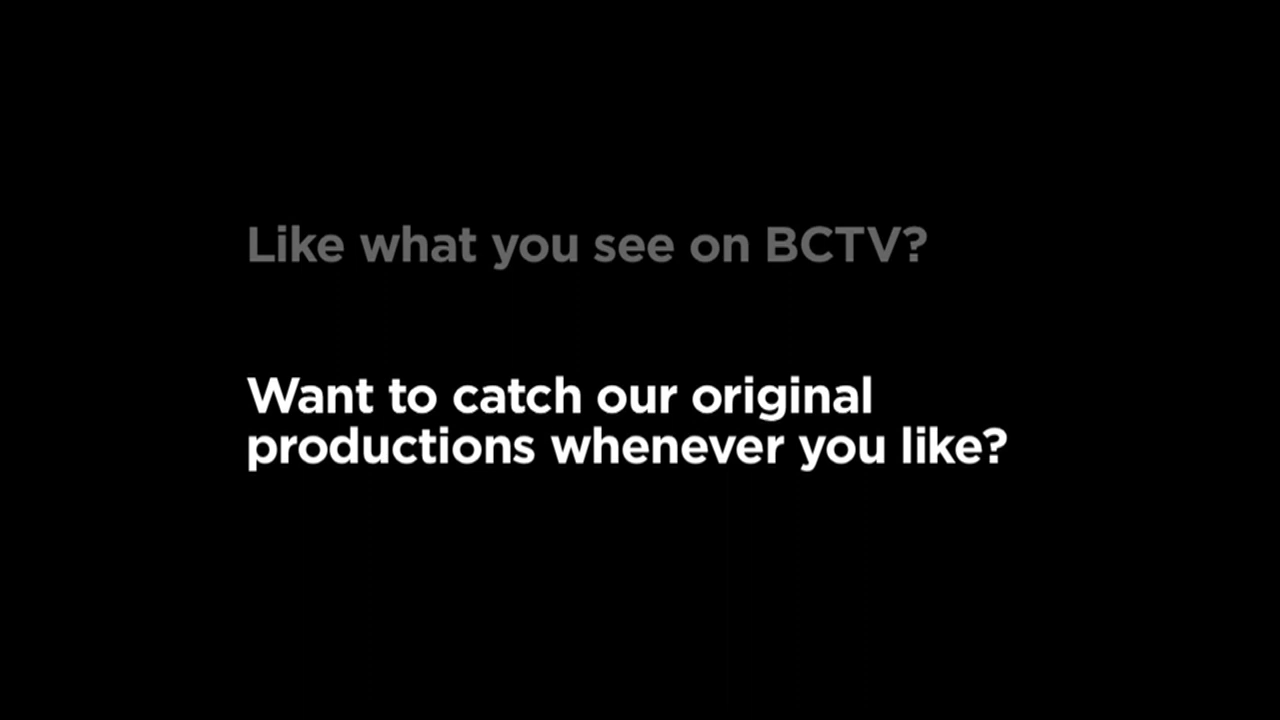 Like what you see on BCTV?
Want to catch our original
productions whenever you like?